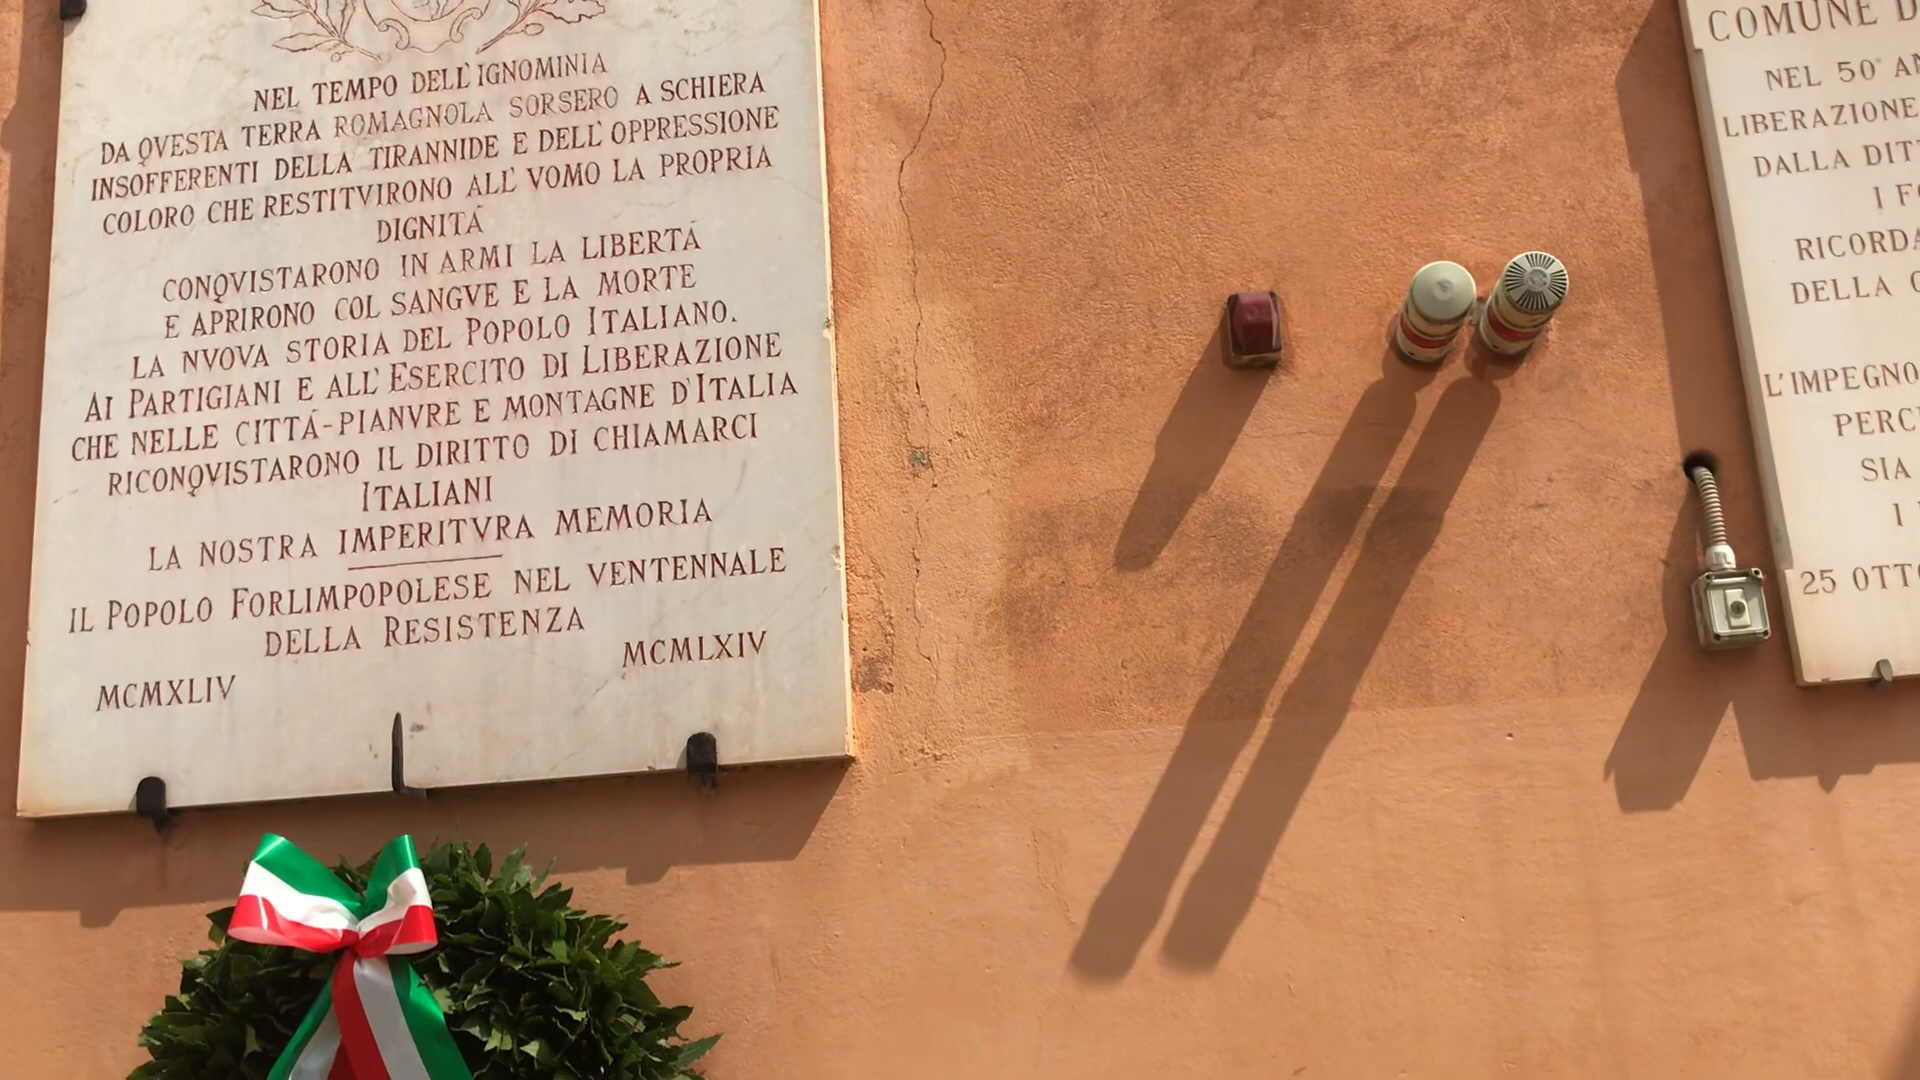 NEL TEMPO DELL'IGNOMINIA
DA QVESTA TERRA ROMAGNOLA SORSERO A SCHIERA
INSOFFERENTI DELLA TIRANNIDE E DELL'OPPRESSIONE
COLORO CHE RESTITVIRONO ALL'VOMO LA PROPRIA
DIGNITÁ
CONQVISTARONO IN ARMI LA LIBERTÁ
E APRIRONO COL SANGVE E LA MORTE
LA NVOVA STORIA DEL POPOLO ITALIANO.
AI PARTIGIANI E ALL'ESERCITO DI LIBERAZIONE
CHE NELLE CITTÁ-PIANVRE E MONTAGNE D'ITALIA
RICONQVISTARONO IL DIRITTO DI CHIAMARCI
ITALIANI
LA NOSTRA IMPERITVRA MEMORIA
IL POPOLO FORLIMPOPOLESE NEL VENTENNALE
DELLA RESISTENZA
MCMXLIV MCMLXIV
COMUNE D
NEL 50° AN
LIBERAZIONE
DALLA DITT
I FO
RICORDA
DELLA
L'IMPEGNO
PERC
SIA
I
25 OTTO